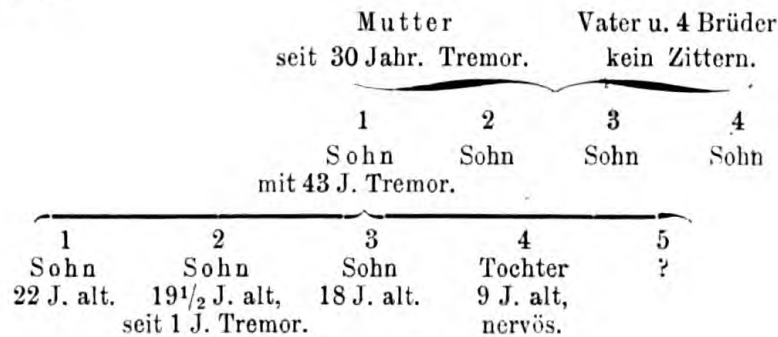 Mutter Vater u. 4 Brüder
seit 30 Jahr. Tremor. kein Zittern.
1 2 3 4
Sohn Sohn Sohn Sohn
mit 43 J. Tremor.
1 2 3 4 5
Sohn Sohn Sohn Tochter ?
22 J. alt. 19 1/2 J. alt, 18 J. alt. 9 J. alt,
seit 1 J. Tremor. nervös.